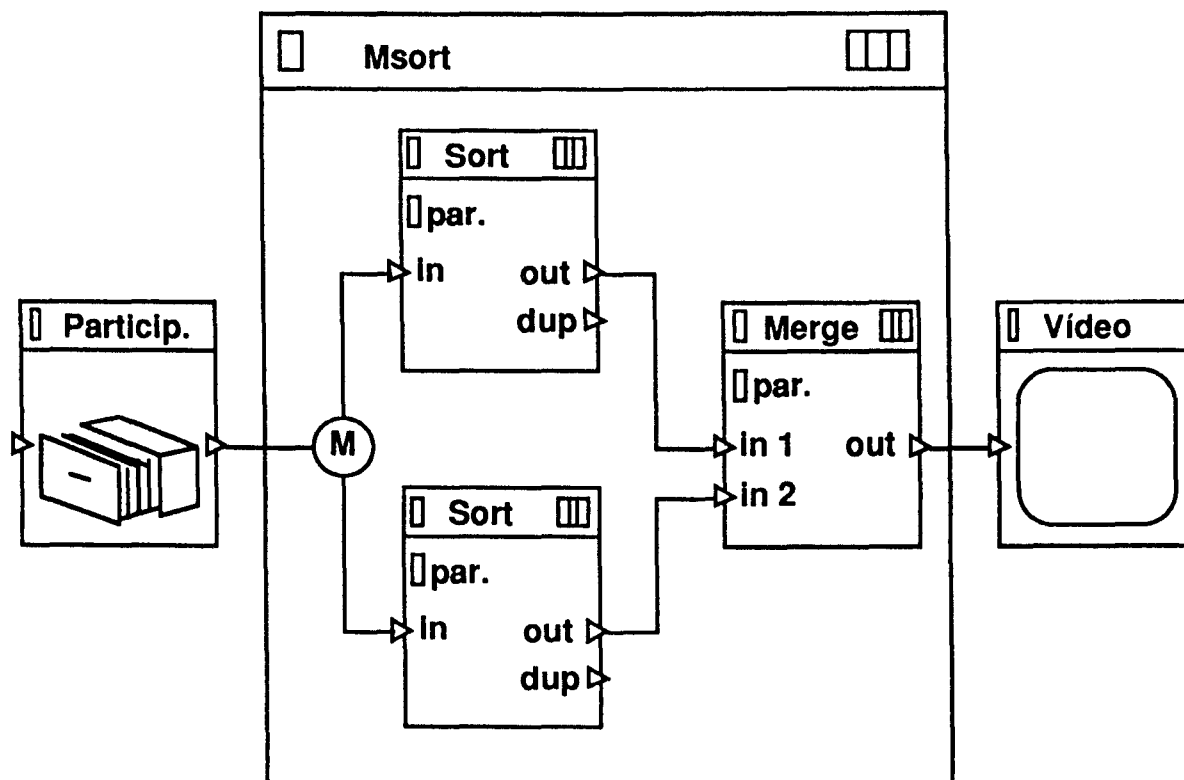 Msort
Sort
par.
in
out
dup
Particip.
M
Sort
par.
in
out
dup
Merge
par.
in 1
in 2
out
Vídeo